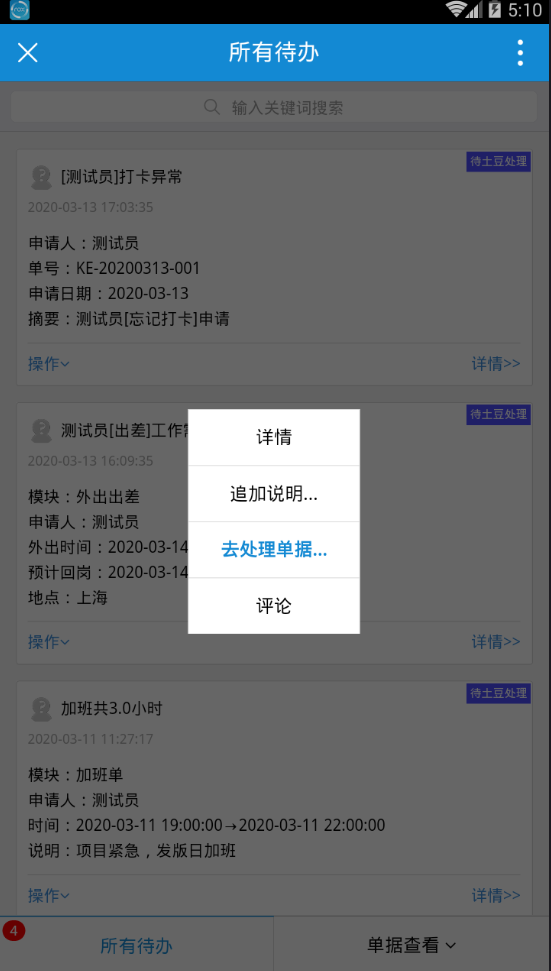 5:10
所有待办
输入关键词搜索
待土豆处理
[测试员]打卡异常
2020-03-13 17:03:35
申请人：测试员
单号：KE-20200313-001
申请日期：2020-03-13
摘要：测试员[忘记打卡]申请
操作
详情>>
待土豆处理
测试员[出差]工作
2020-03-13 16:09:35
模块：外出出差
申请人：测试员
外出时间：2020-03-14
预计回岗：2020-03-14
地点：上海
操作
详情>>
详情
追加说明...
去处理单据...
评论
待土豆处理
加班共3.0小时
2020-03-11 11:27:17
模块：加班单
申请人：测试员
时间：2020-03-11 19:00:00→2020-03-11 22:00:00
说明：项目紧急，发版日加班
操作
详情>>
4
所有待办
单据查看